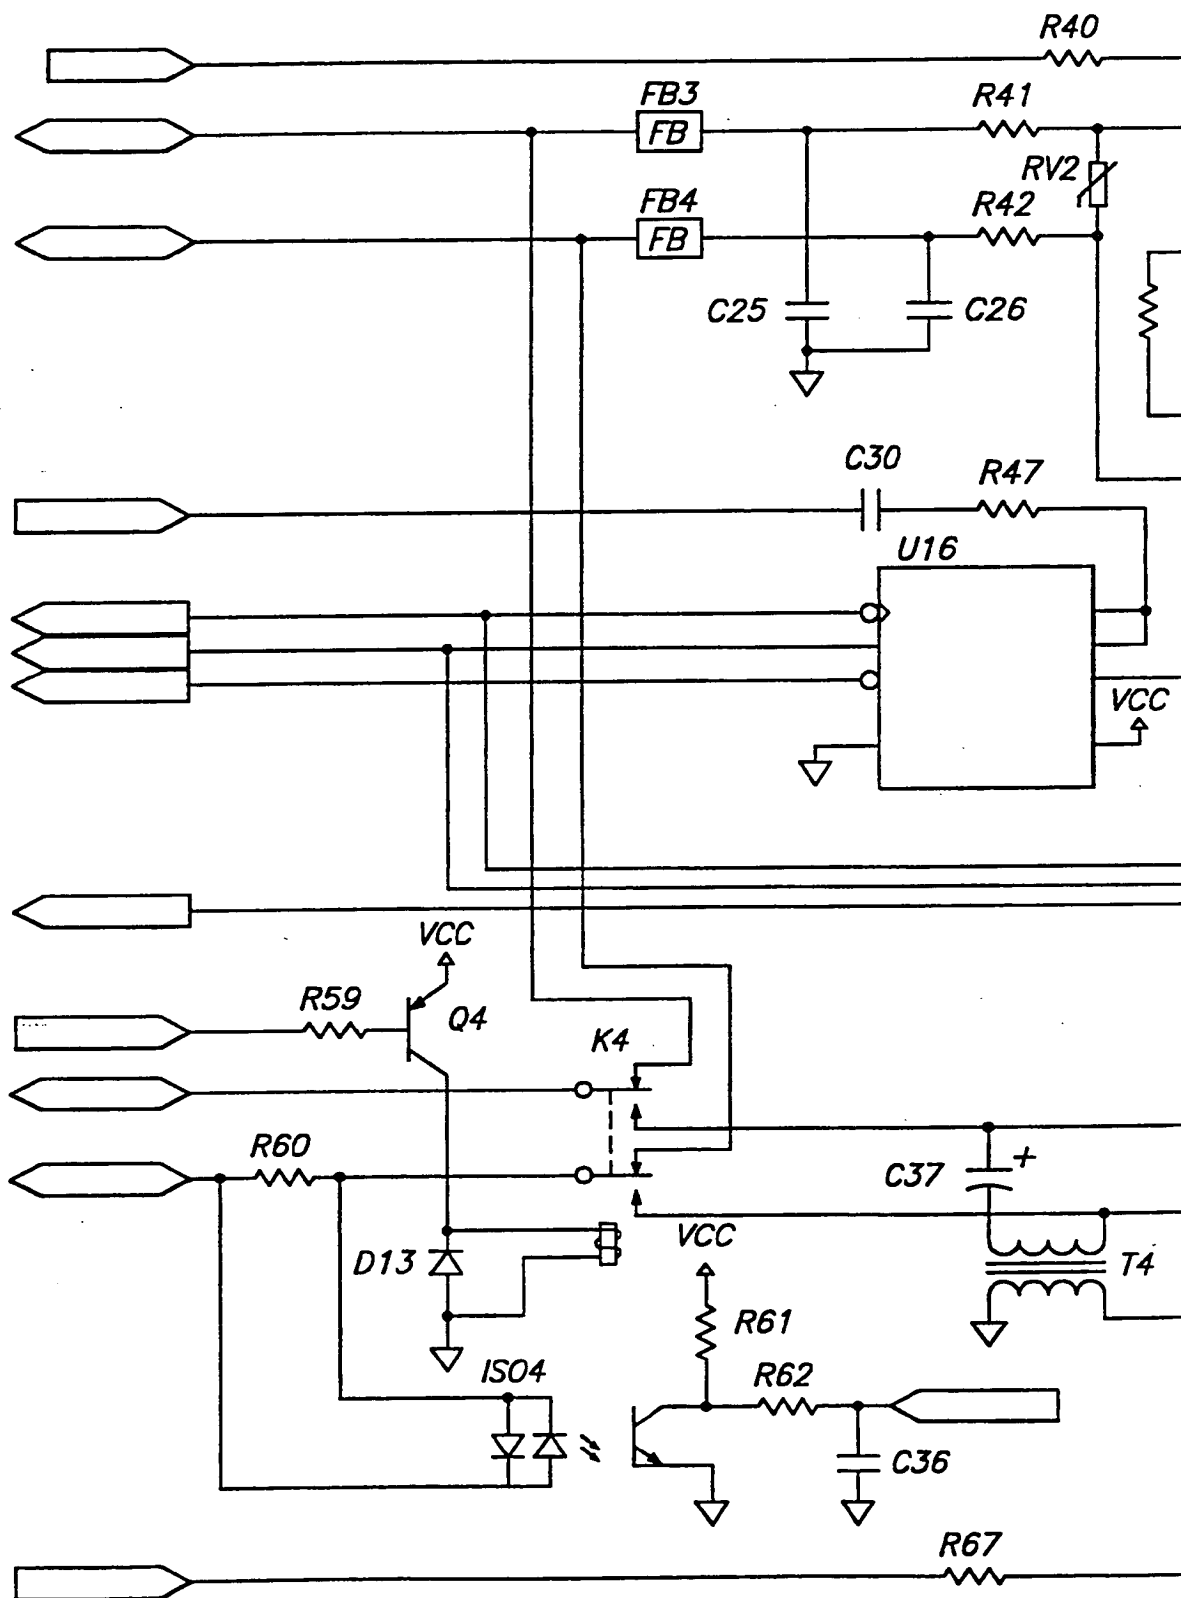 R40
FB3
R41
FB
RV2
FB4
R42
FB
C25
C26
C30
R47
U16
VCC
VCC
R59
Q4
K4
R60
C37
+
VCC
D13
T4
R61
ISO4
R62
C36
R67